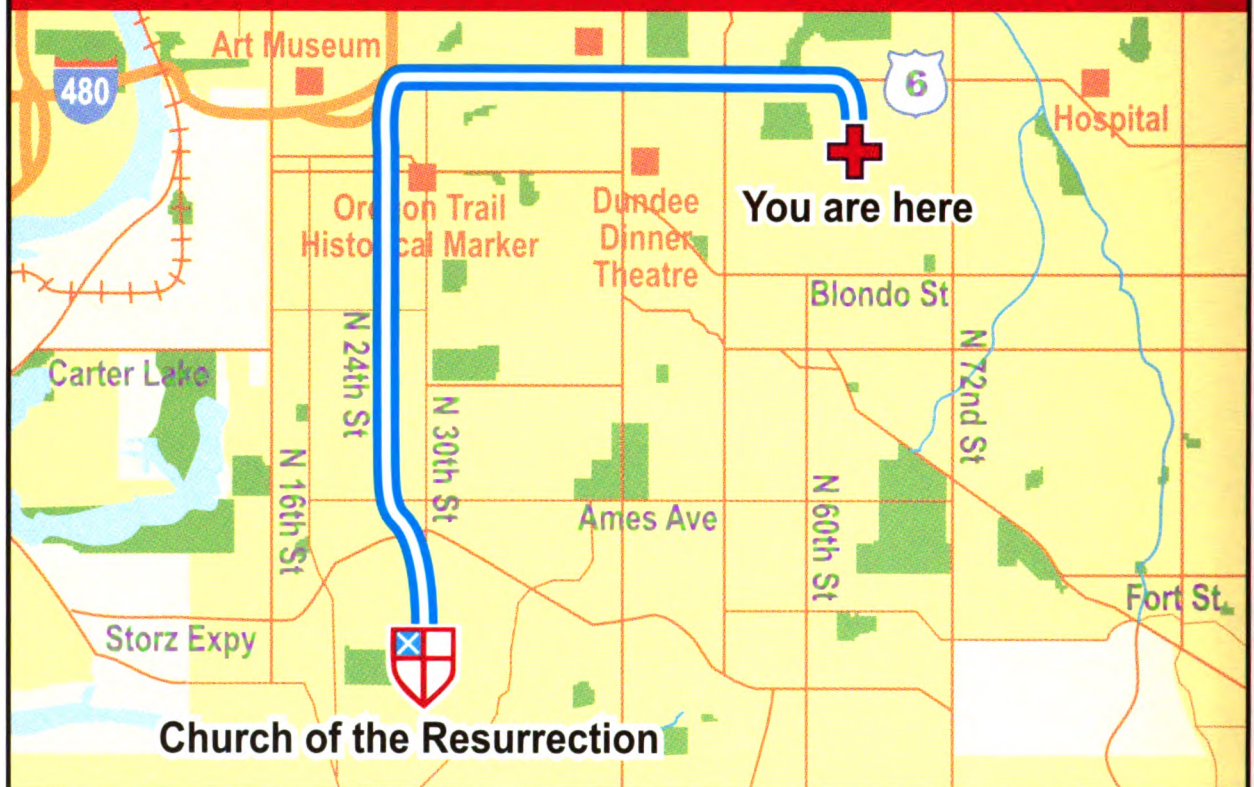 Art Museum
480
6
Hospital
You are here
Oregon Trail
Historical Marker
Dundee
Dinner
Theatre
Blondo St
N 24th St
N 72nd St
Carter Lake
N 30th St
N 16th St
N 60th St
Ames Ave
Fort St
Storz Expy
Church of the Resurrection